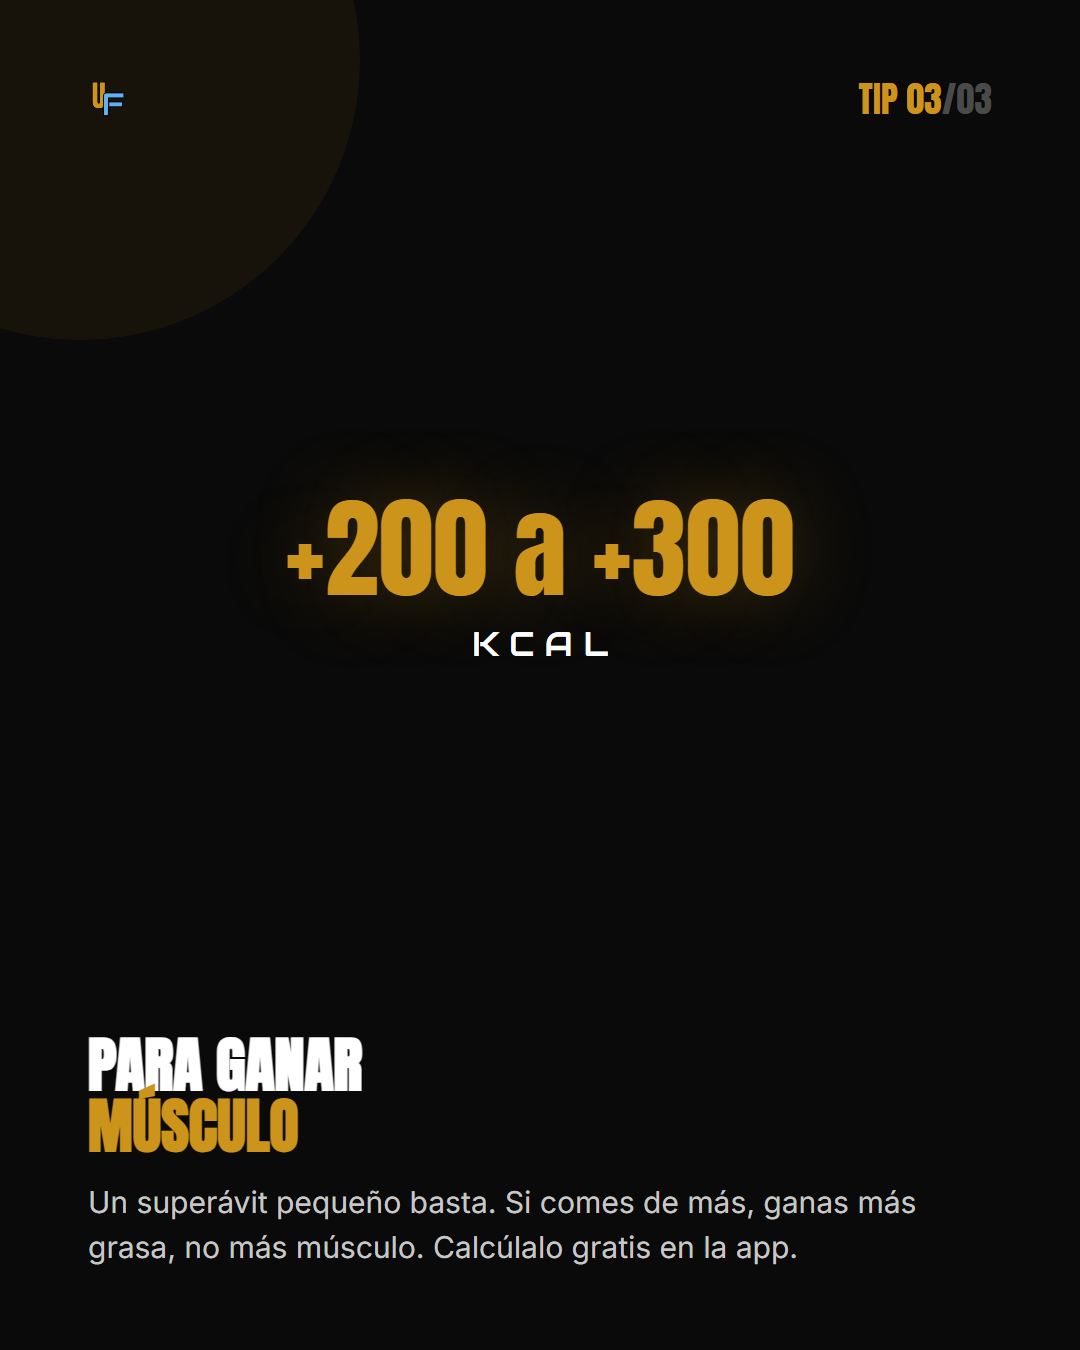 UF
TIP 03/03
+200 a +300
KCAL
PARA GANAR
MÚSCULO
Un superávit pequeño basta. Si comes de más, ganas más
grasa, no más músculo. Calcúlalo gratis en la app.